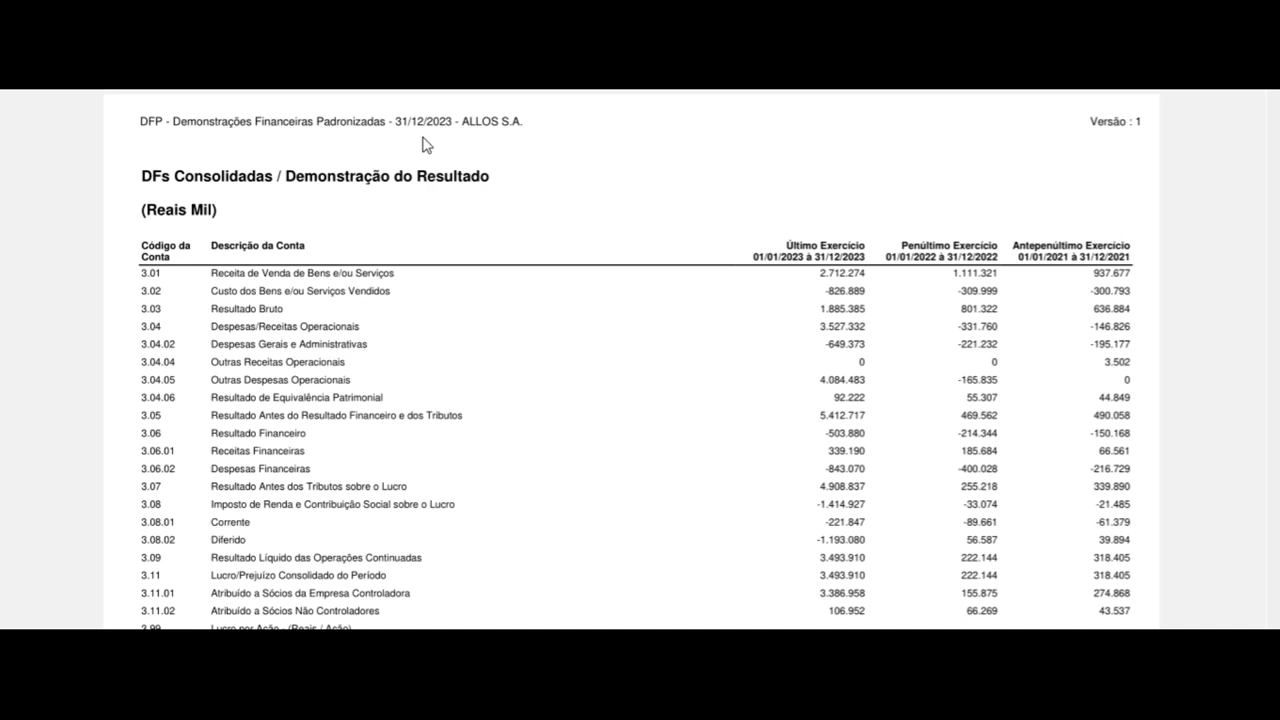 DFP - Demonstrações Financeiras Padronizadas - 31/12/2023 - ALLOS S.A. Versão : 1
DFs Consolidadas / Demonstração do Resultado
(Reais Mil)
Código da Conta Descrição da Conta Último Exercício 01/01/2023 à 31/12/2023 Penúltimo Exercício 01/01/2022 à 31/12/2022 Antepenúltimo Exercício 01/01/2021 à 31/12/2021
3.01 Receita de Venda de Bens e/ou Serviços 2.712.274 1.111.321 937.677
3.02 Custo dos Bens e/ou Serviços Vendidos -826.889 -309.999 -300.793
3.03 Resultado Bruto 1.885.385 801.322 636.884
3.04 Despesas/Receitas Operacionais 3.527.332 -331.760 -146.826
3.04.02 Despesas Gerais e Administrativas -649.373 -221.232 -195.177
3.04.04 Outras Receitas Operacionais 0 0 3.502
3.04.05 Outras Despesas Operacionais 4.084.483 -165.835 0
3.04.06 Resultado de Equivalência Patrimonial 92.222 55.307 44.849
3.05 Resultado Antes do Resultado Financeiro e dos Tributos 5.412.717 469.562 490.058
3.06 Resultado Financeiro -503.880 -214.344 -150.168
3.06.01 Receitas Financeiras 339.190 185.684 66.561
3.06.02 Despesas Financeiras -843.070 -400.028 -216.729
3.07 Resultado Antes dos Tributos sobre o Lucro 4.908.837 255.218 339.890
3.08 Imposto de Renda e Contribuição Social sobre o Lucro -1.414.927 -33.074 -21.485
3.08.01 Corrente -221.847 -89.661 -61.379
3.08.02 Diferido -1.193.080 56.587 39.894
3.09 Resultado Líquido das Operações Continuadas 3.493.910 222.144 318.405
3.11 Lucro/Prejuízo Consolidado do Período 3.493.910 222.144 318.405
3.11.01 Atribuído a Sócios da Empresa Controladora 3.386.958 155.875 274.868
3.11.02 Atribuído a Sócios Não Controladores 106.952 66.269 43.537
3.99 Lucro por Ação - (Reais / Ação)